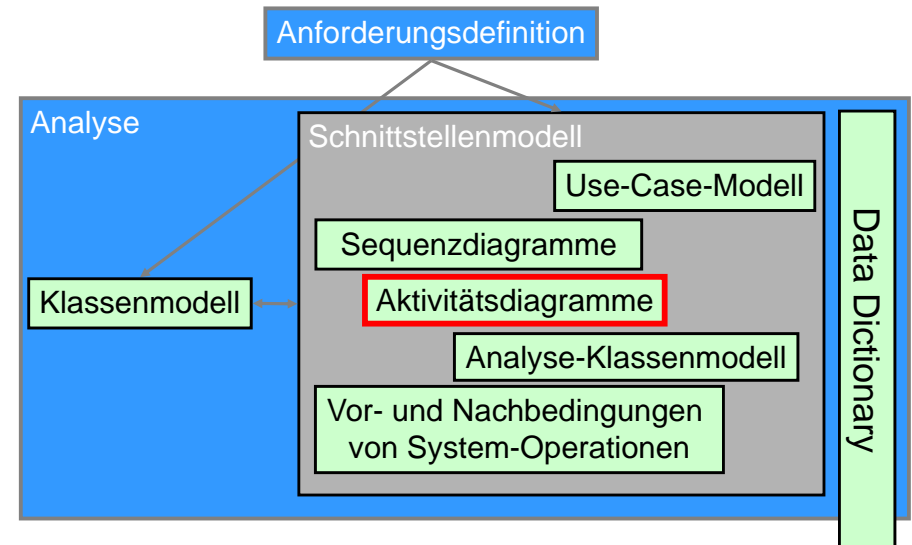 Anforderungsdefinition
Analyse
Schnittstellenmodell
Use-Case-Modell
Sequenzdiagramme
Klassenmodell
Aktivitätsdiagramme
Analyse-Klassenmodell
Vor- und Nachbedingungen
von System-Operationen
Data Dictionary